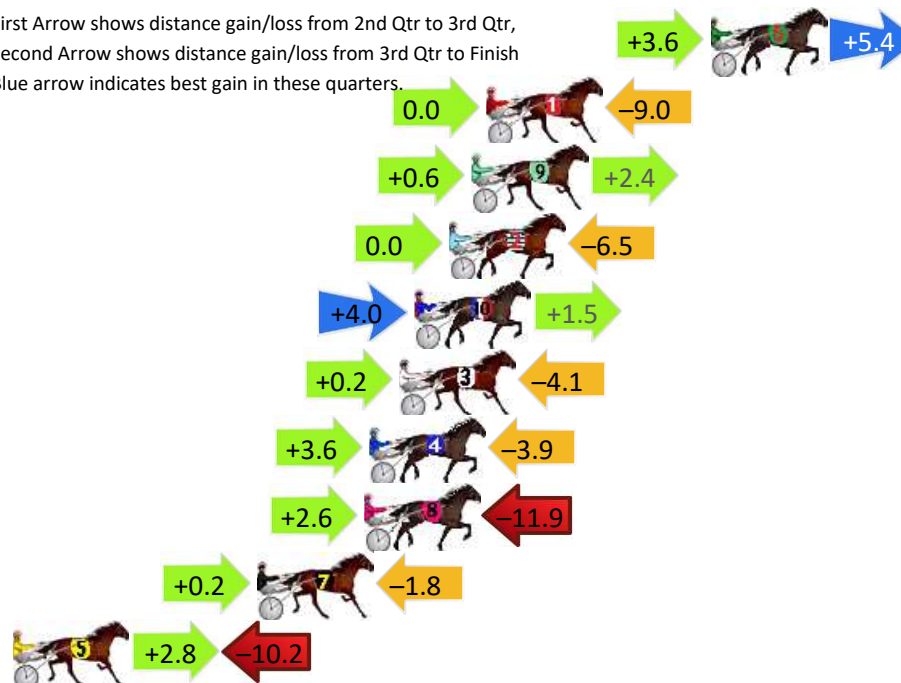 irst Arrow shows distance gain/loss from 2nd Qtr to 3rd Qtr,
econd Arrow shows distance gain/loss from 3rd Qtr to Finish
lue arrow indicates best gain in these quarters.
+3.6 6 +5.4
0.0 1 –9.0
+0.6 9 +2.4
0.0 2 –6.5
+4.0 10 +1.5
+0.2 3 –4.1
+3.6 4 –3.9
+2.6 8 –11.9
+0.2 7 –1.8
5 +2.8 –10.2